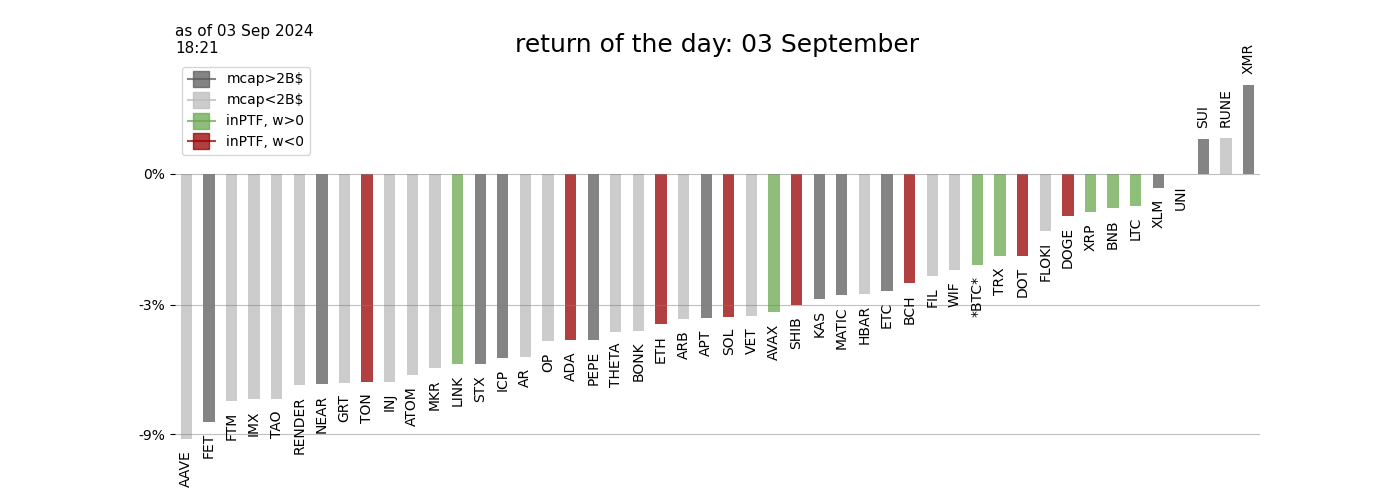 as of 03 Sep 2024
18:21
return of the day: 03 September
mcap>2B$
mcap<2B$
inPTF, w>0
inPTF, w<0
0%
-3%
-9%
AAVE
FET
FTM
IMX
TAO
RENDER
NEAR
GRT
TON
INJ
ATOM
MKR
LINK
STX
ICP
AR
OP
ADA
PEPE
THETA
BONK
ETH
ARB
APT
SOL
VET
AVAX
SHIB
KAS
MATIC
HBAR
ETC
BCH
FIL
WIF
*BTC*
TRX
DOT
FLOKI
DOGE
XRP
BNB
LTC
XLM
UNI
SUI
RUNE
XMR